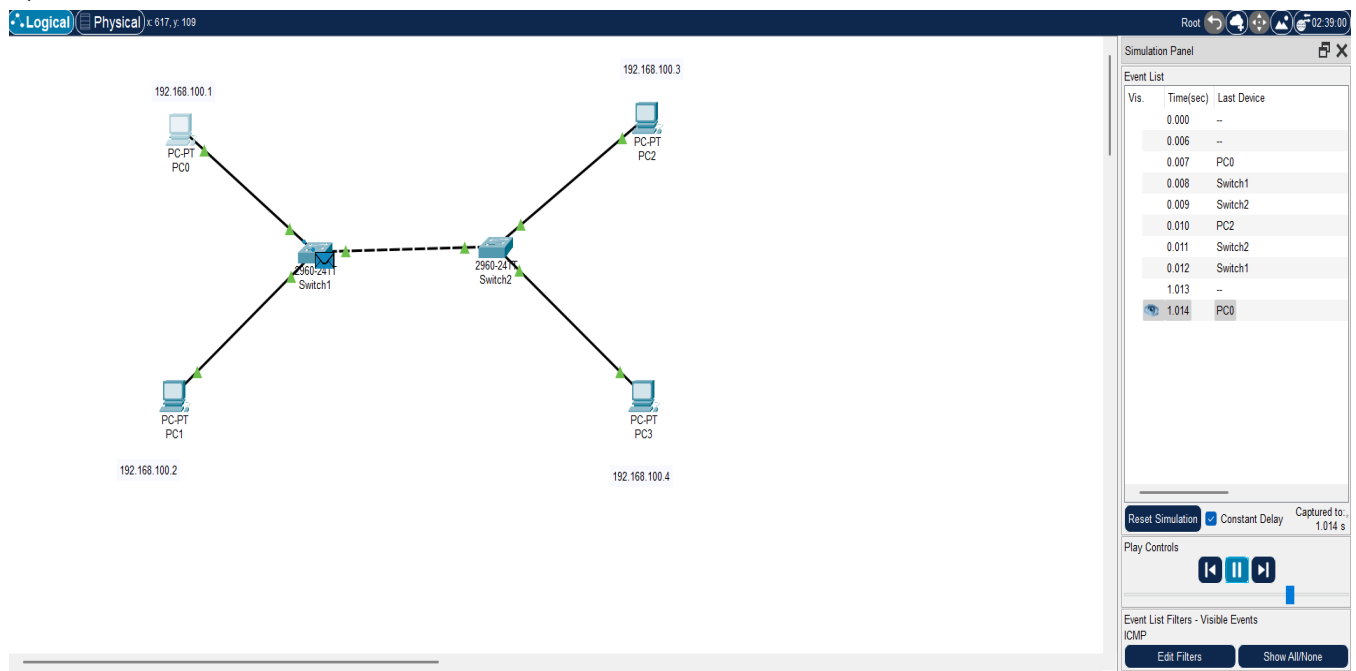 Logical Physical x: 617, y: 109 Root 02:39:00
192.168.100.1
PC-PT
PC0
192.168.100.3
PC-PT
PC2
2960-24TT
Switch1
2960-24TT
Switch2
PC-PT
PC1
192.168.100.2
PC-PT
PC3
192.168.100.4
Simulation Panel
Event List
Vis. Time(sec) Last Device
0.000 --
0.006 --
0.007 PC0
0.008 Switch1
0.009 Switch2
0.010 PC2
0.011 Switch2
0.012 Switch1
1.013 --
1.014 PC0
Reset Simulation Constant Delay Captured to:
1.014 s
Play Controls
Event List Filters - Visible Events
ICMP
Edit Filters Show All/None